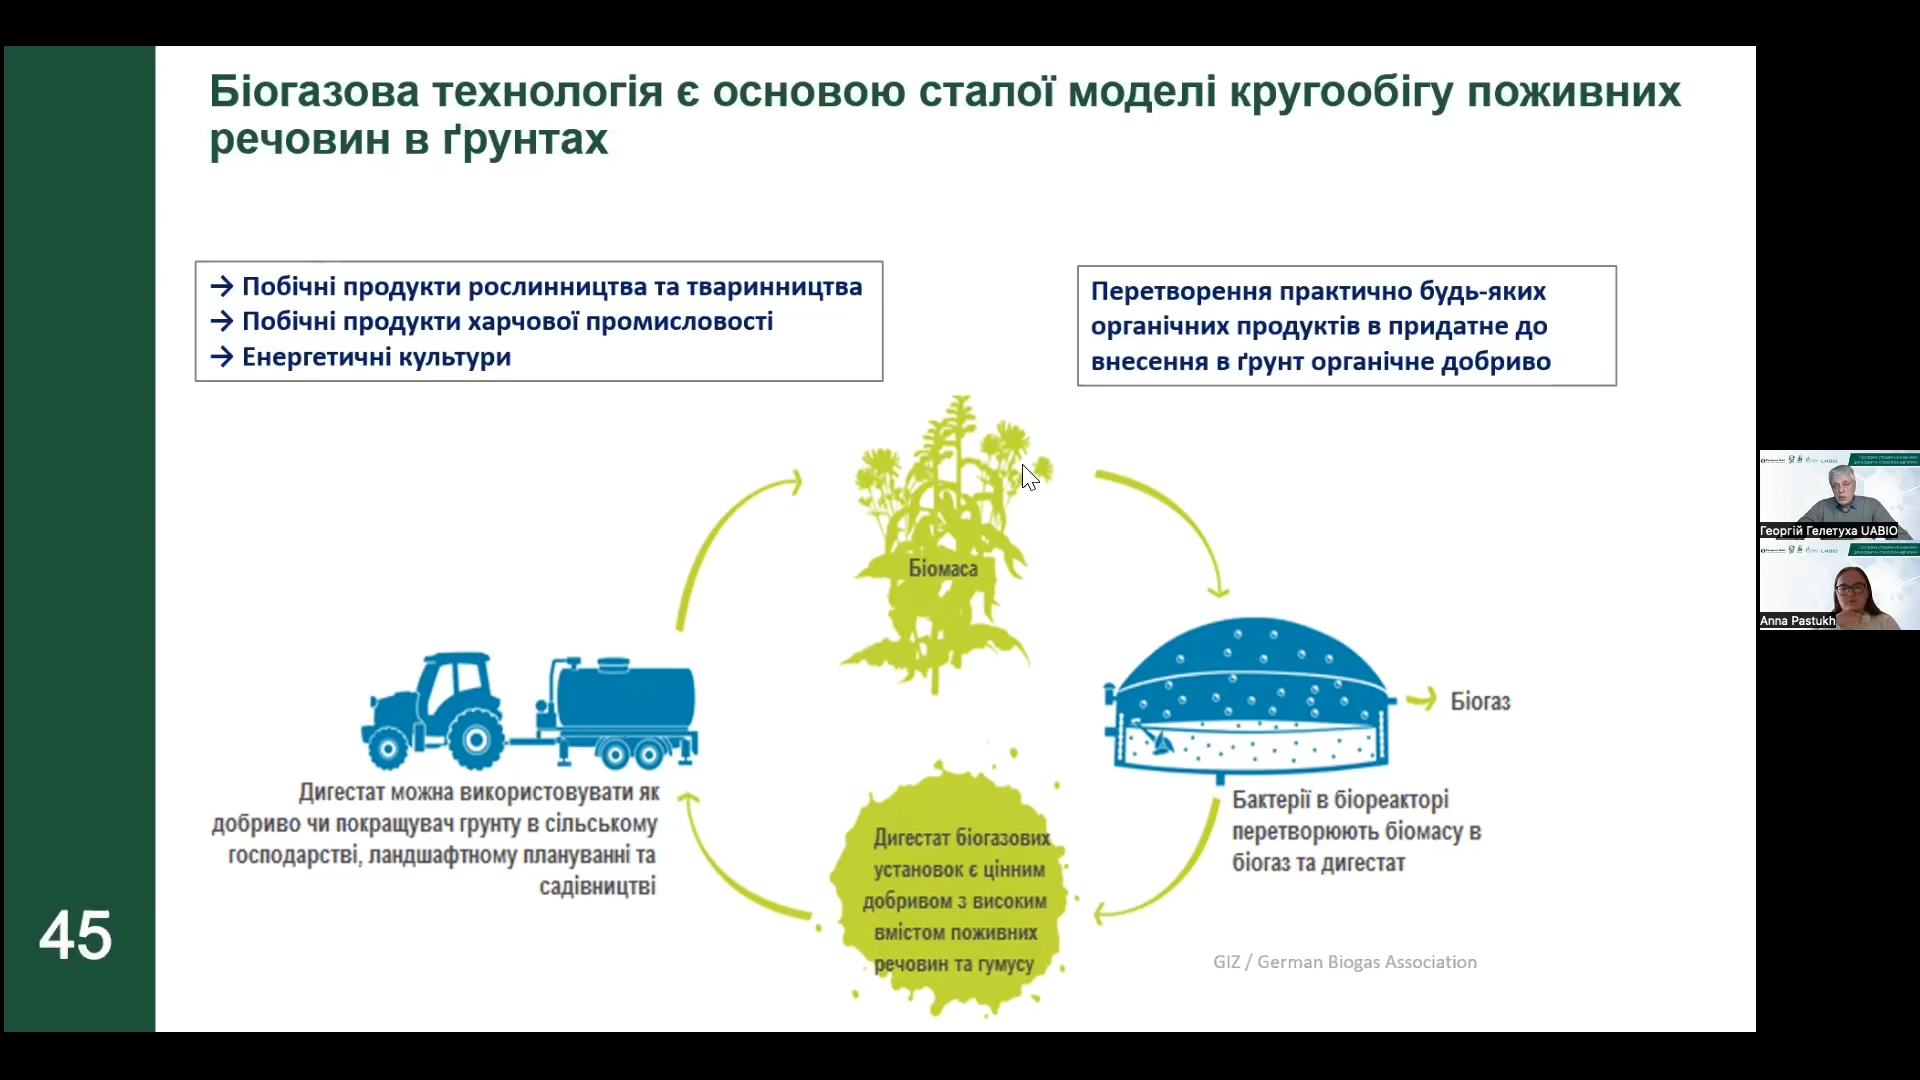 Біогазова технологія є основою сталої моделі кругообігу поживних
речовин в ґрунтах
→ Побічні продукти рослинництва та тваринництва
→ Побічні продукти харчової промисловості
→ Енергетичні культури
Перетворення практично будь-яких
органічних продуктів в придатне до
внесення в ґрунт органічне добриво
Біомаса
Біогаз
Бактерії в біореакторі
перетворюють біомасу в
біогаз та дигестат
Дигестат біогазових
установок є цінним
добривом з високим
вмістом поживних
речовин та гумусу
Дигестат можна використовувати як
добриво чи покращувач грунту в сільському
господарстві, ландшафтному плануванні та
садівництві
GIZ / German Biogas Association
45
UABIO
Георгій Гелетуха UABIO
UABIO
Anna Pastukh